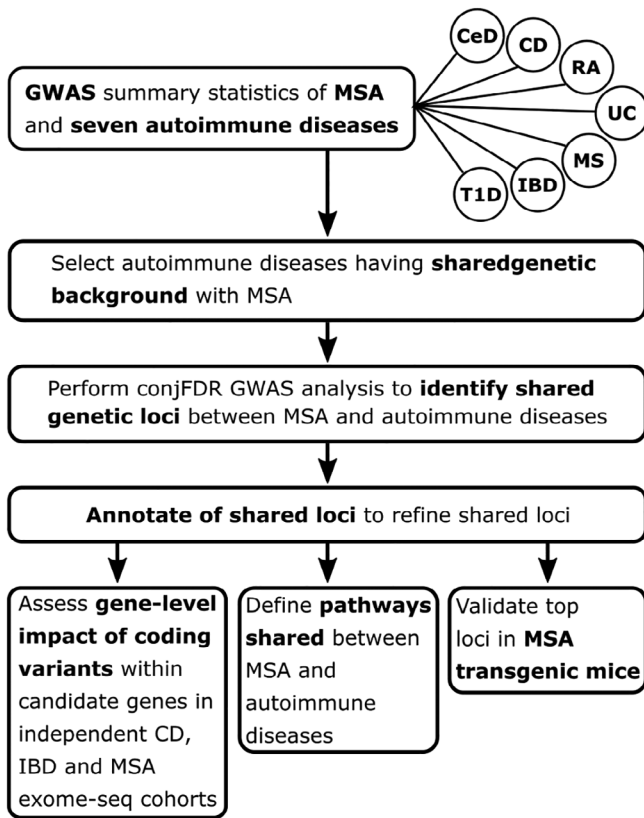 CeD
CD
RA
UC
MS
IBD
T1D
GWAS summary statistics of MSA
and seven autoimmune diseases
Select autoimmune diseases having sharedgenetic
background with MSA
Perform conjFDR GWAS analysis to identify shared
genetic loci between MSA and autoimmune diseases
Annotate of shared loci to refine shared loci
Assess gene-level
impact of coding
variants within
candidate genes in
independent CD,
IBD and MSA
exome-seq cohorts
Define pathways
shared between
MSA and
autoimmune
diseases
Validate top
loci in MSA
transgenic mice